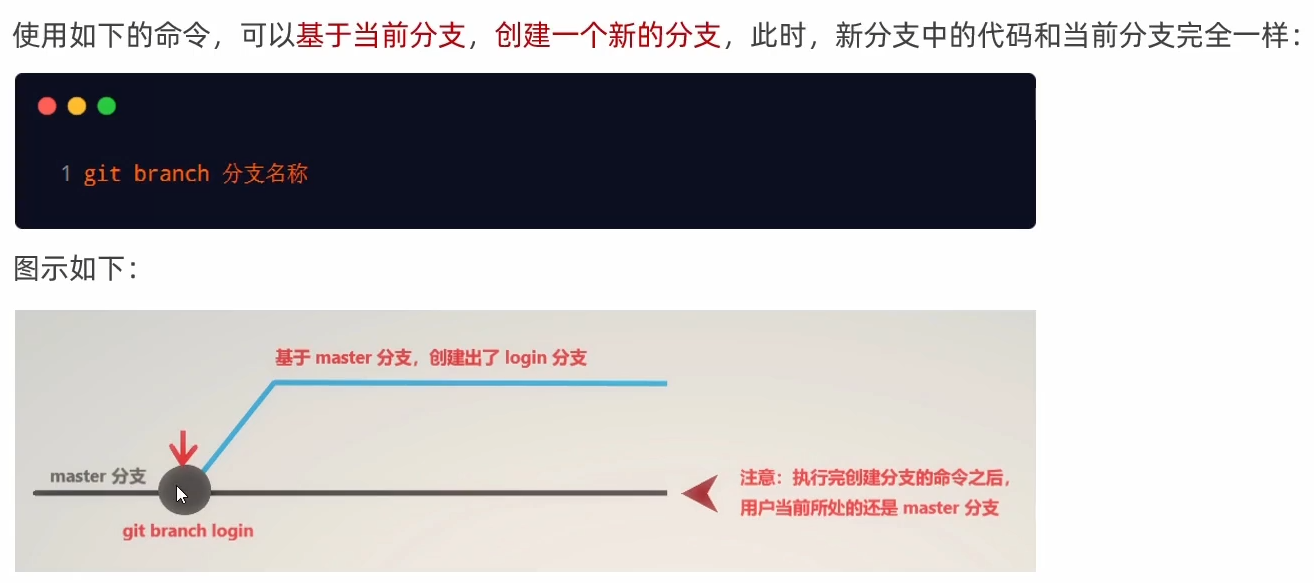 使用如下的命令，可以基于当前分支，创建一个新的分支，此时，新分支中的代码和当前分支完全一样：
1 git branch 分支名称
图示如下：
基于 master 分支，创建出了 login 分支
master 分支
git branch login
注意：执行完创建分支的命令之后，
用户当前所处的还是 master 分支